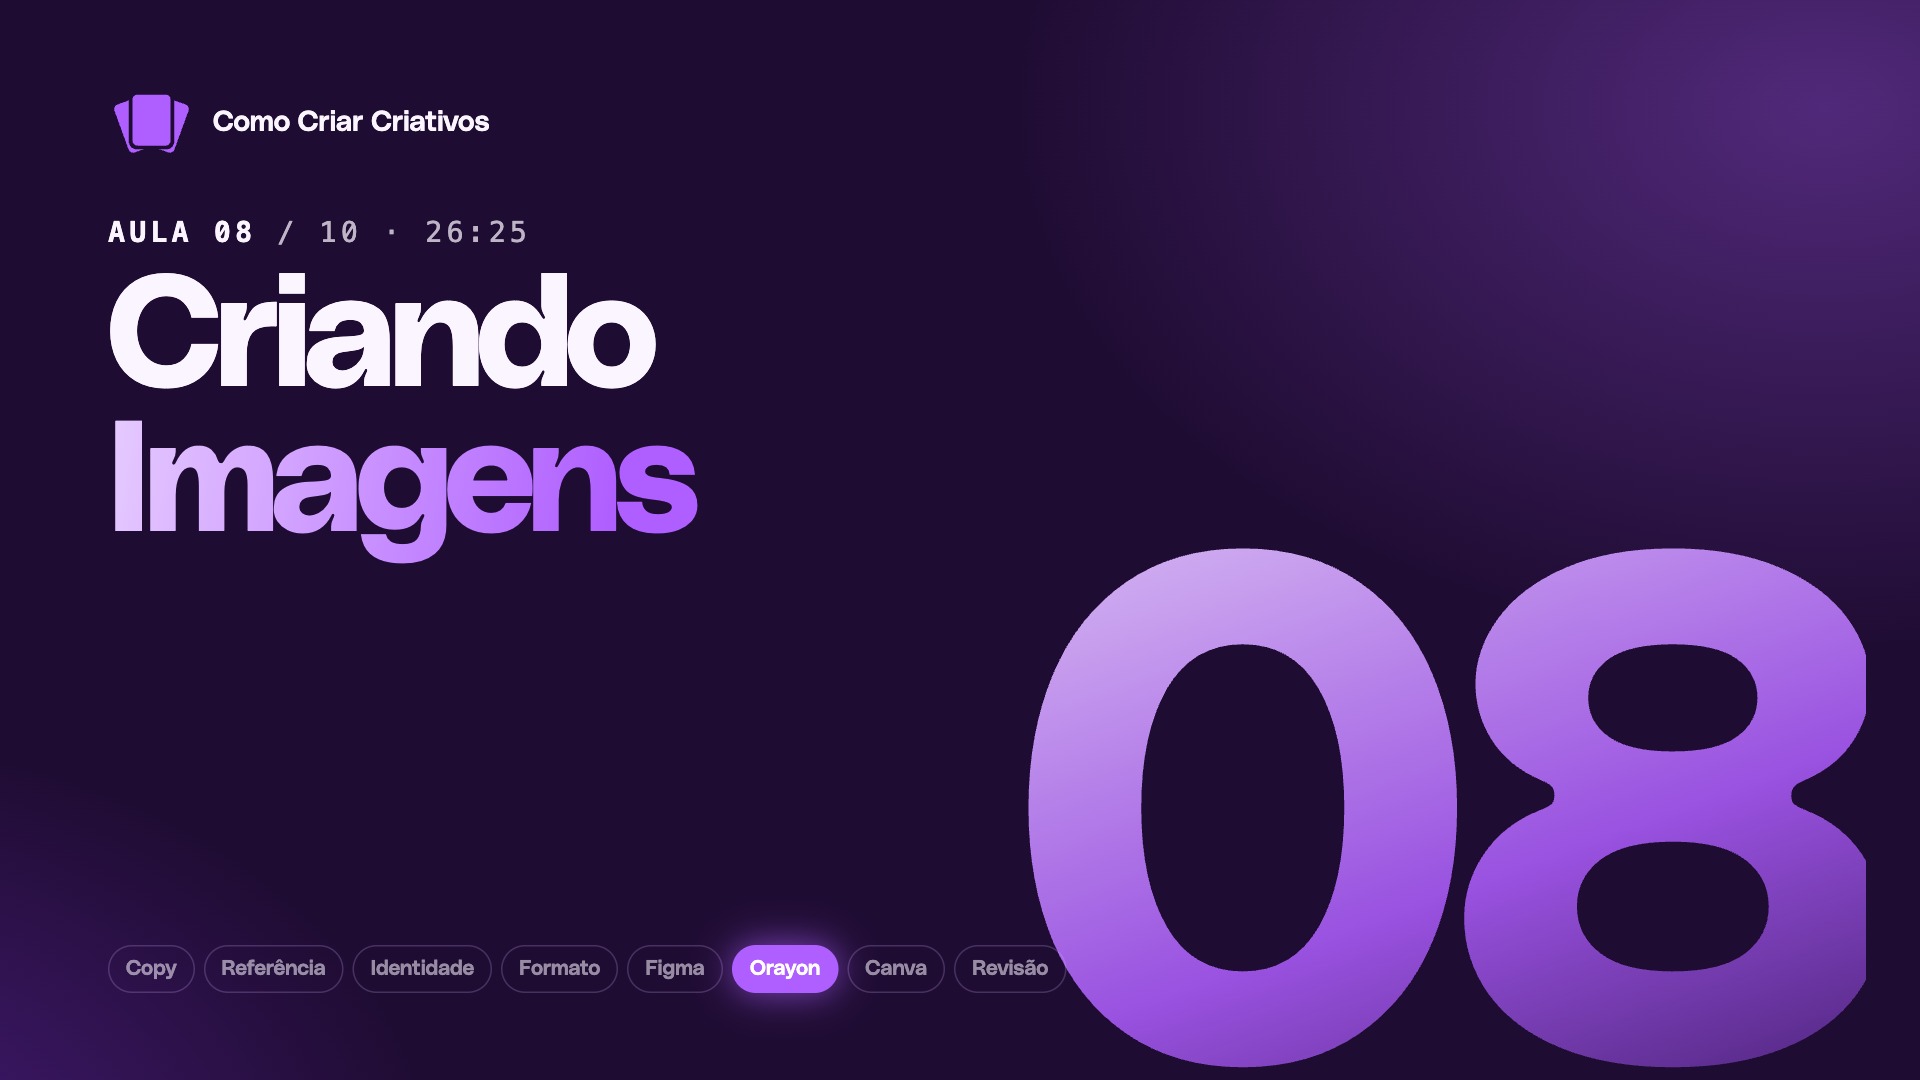 Como Criar Criativos
AULA 08 / 10 · 26:25
Criando
Imagens
08
Copy Referência Identidade Formato Figma Orayon Canva Revisão